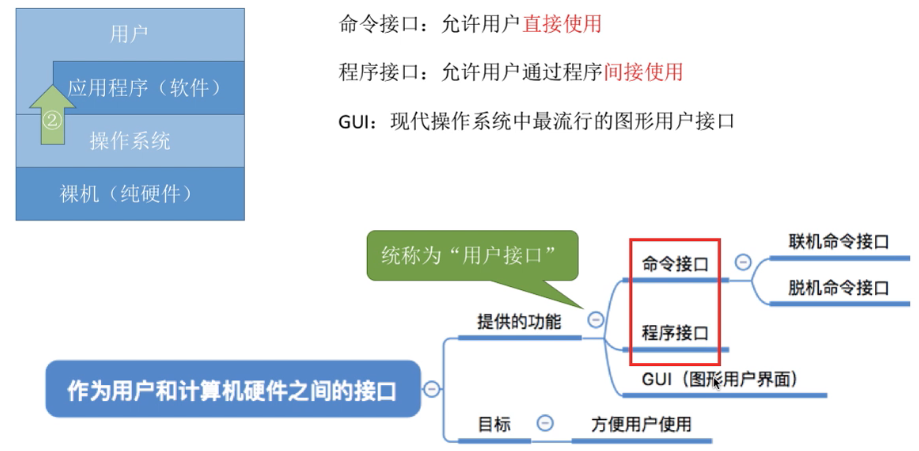 用户
应用程序（软件）
②
操作系统
裸机（纯硬件）
命令接口：允许用户直接使用
程序接口：允许用户通过程序间接使用
GUI：现代操作系统中最流行的图形用户接口
统称为“用户接口”
作为用户和计算机硬件之间的接口
提供的功能
命令接口
联机命令接口
脱机命令接口
程序接口
GUI（图形用户界面）
目标
方便用户使用